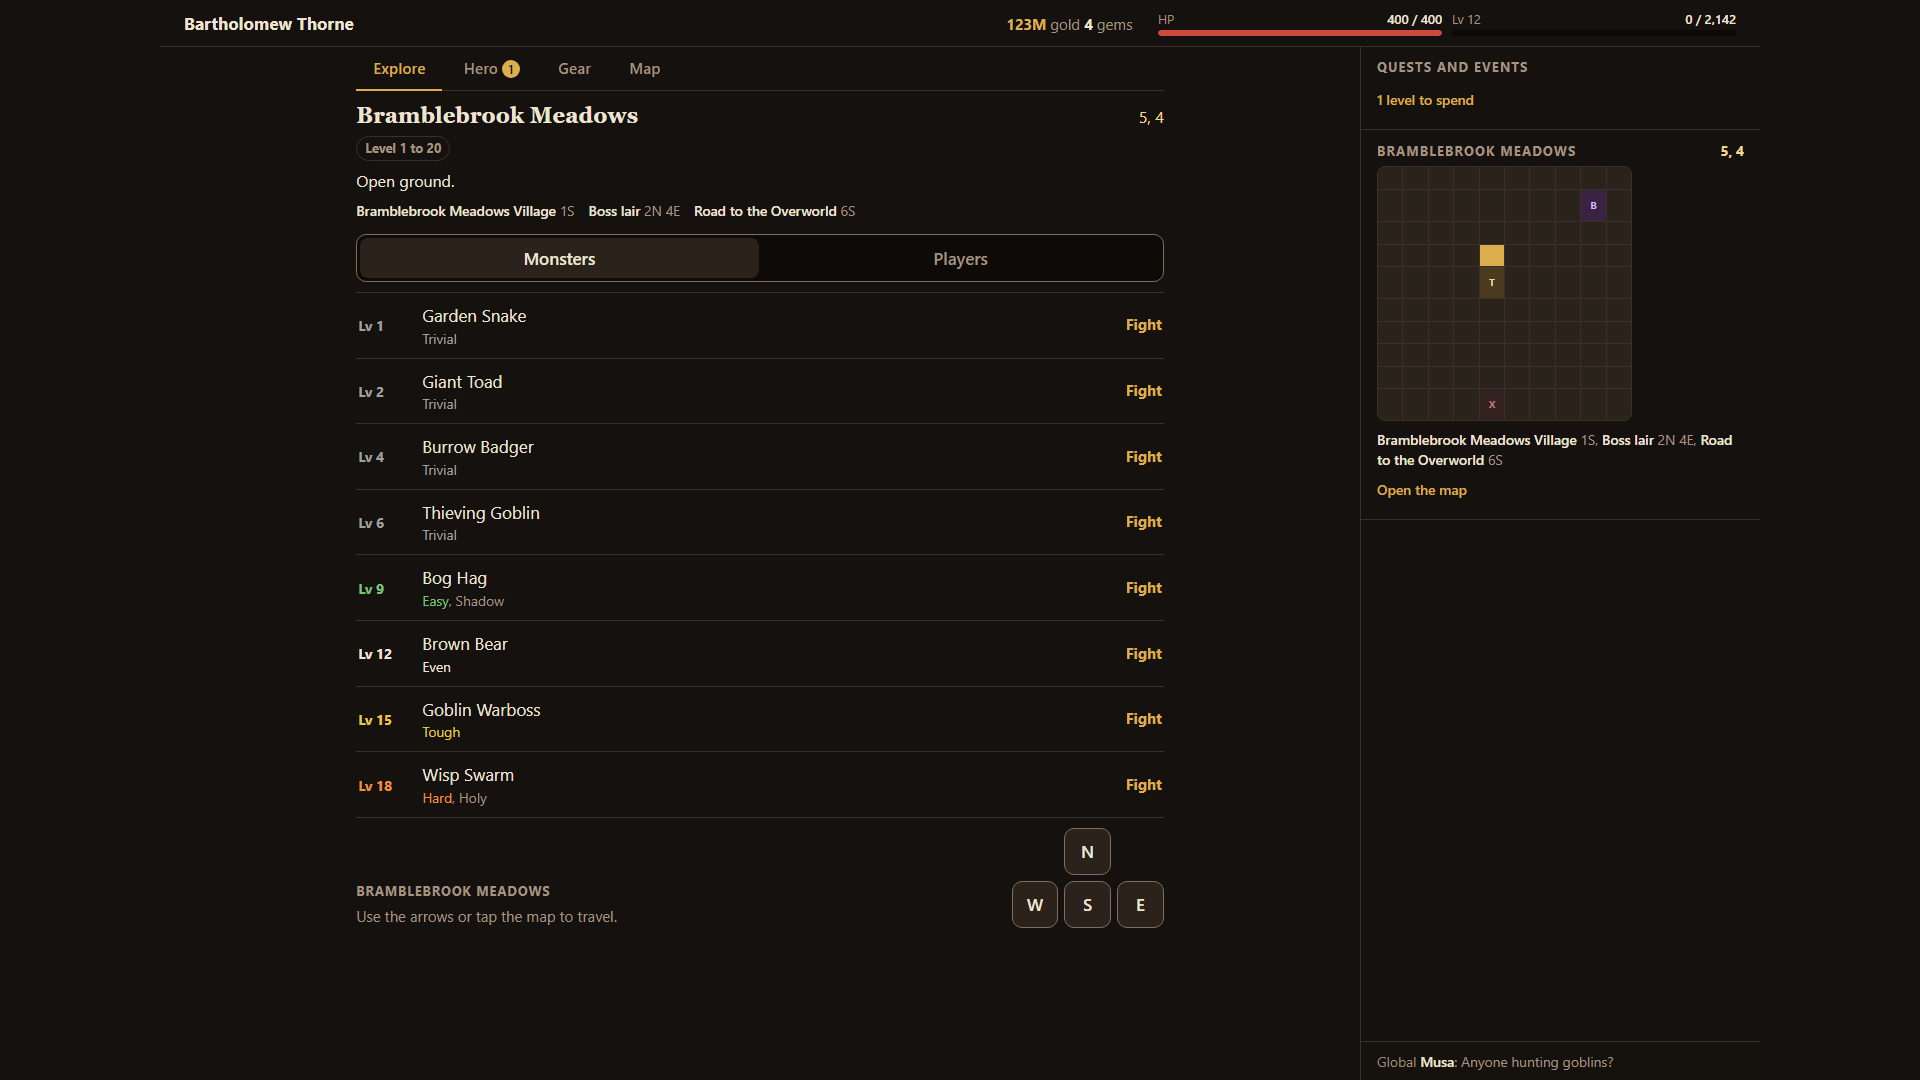 Bartholomew Thorne
123M gold 4 gems
HP 400 / 400
Lv 12 0 / 2,142
Explore Hero 1 Gear Map
Bramblebrook Meadows 5, 4
Level 1 to 20
Open ground.
Bramblebrook Meadows Village 1S Boss lair 2N 4E Road to the Overworld 6S
Monsters Players
Lv 1 Garden Snake Fight
Trivial
Lv 2 Giant Toad Fight
Trivial
Lv 4 Burrow Badger Fight
Trivial
Lv 6 Thieving Goblin Fight
Trivial
Lv 9 Bog Hag Fight
Easy, Shadow
Lv 12 Brown Bear Fight
Even
Lv 15 Goblin Warboss Fight
Tough
Lv 18 Wisp Swarm Fight
Hard, Holy
N
BRAMBLEBROOK MEADOWS
Use the arrows or tap the map to travel.
W S E
QUESTS AND EVENTS
1 level to spend
BRAMBLEBROOK MEADOWS 5, 4
B
T
X
Bramblebrook Meadows Village 1S, Boss lair 2N 4E, Road
to the Overworld 6S
Open the map
Global Musa: Anyone hunting goblins?